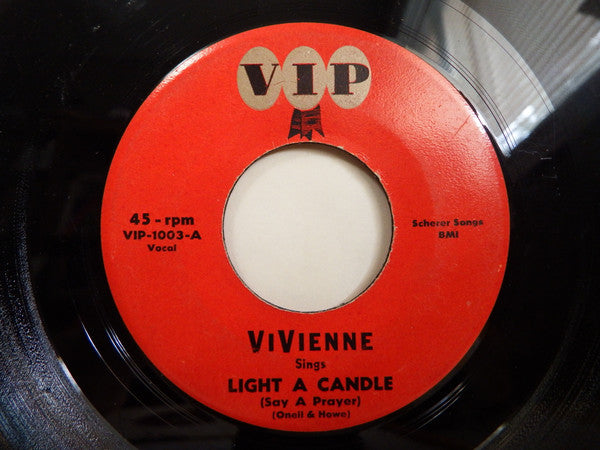 VIP
45-rpm
VIP-1003-A
Vocal
Scherer Songs
BMI
ViVIENNE
Sings
LIGHT A CANDLE
(Say A Prayer)
(Oneil & Howe)